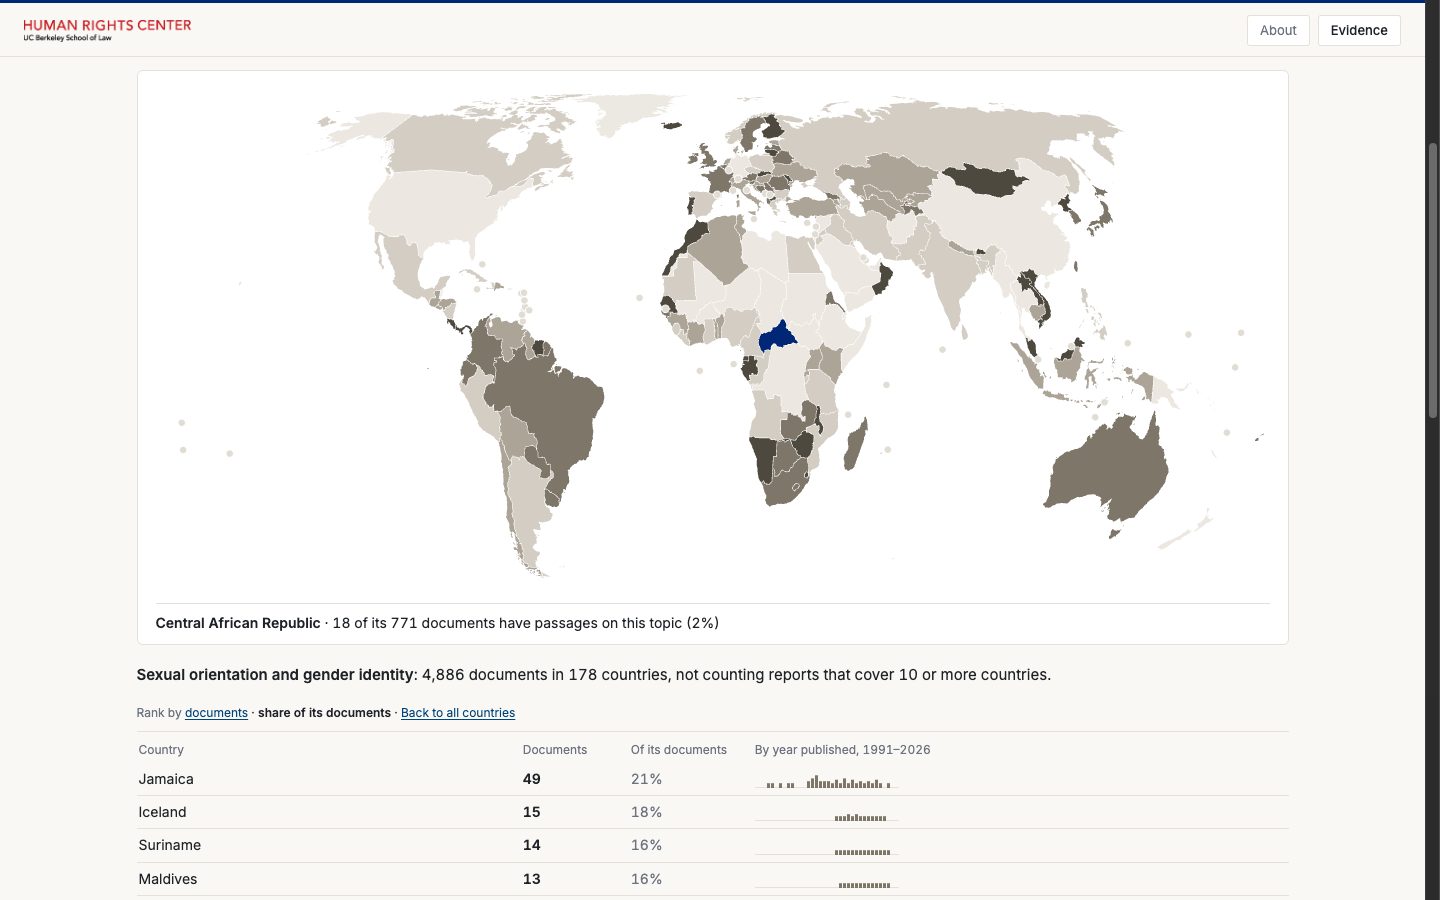 HUMAN RIGHTS CENTER
UC Berkeley School of Law
About
Evidence
Central African Republic · 18 of its 771 documents have passages on this topic (2%)
Sexual orientation and gender identity: 4,886 documents in 178 countries, not counting reports that cover 10 or more countries.
Rank by documents · share of its documents · Back to all countries
Country Documents Of its documents By year published, 1991–2026
Jamaica 49 21%
Iceland 15 18%
Suriname 14 16%
Maldives 13 16%